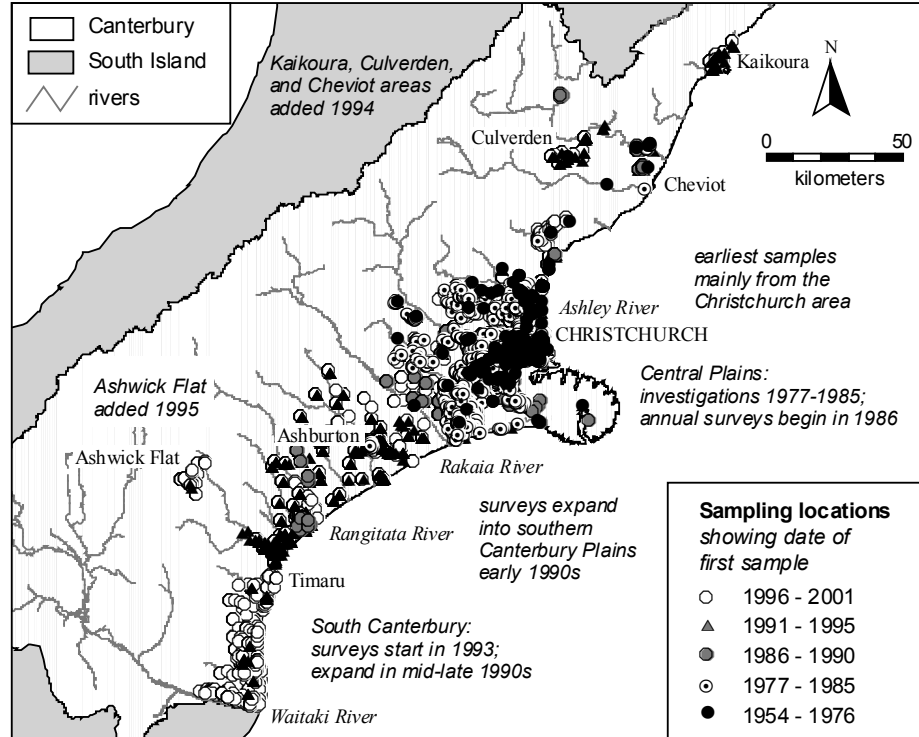 Canterbury
South Island
rivers
Kaikoura, Culverden,
and Cheviot areas
added 1994
Kaikoura
N
0 50
kilometers
Culverden
Cheviot
earliest samples
mainly from the
Christchurch area
Ashley River
CHRISTCHURCH
Central Plains:
investigations 1977-1985;
annual surveys begin in 1986
Ashwick Flat
added 1995
Ashburton
Ashwick Flat
Rakaia River
surveys expand
into southern
Canterbury Plains
early 1990s
Rangitata River
Timaru
South Canterbury:
surveys start in 1993;
expand in mid-late 1990s
Waitaki River
Sampling locations
showing date of
first sample
1996 - 2001
1991 - 1995
1986 - 1990
1977 - 1985
1954 - 1976